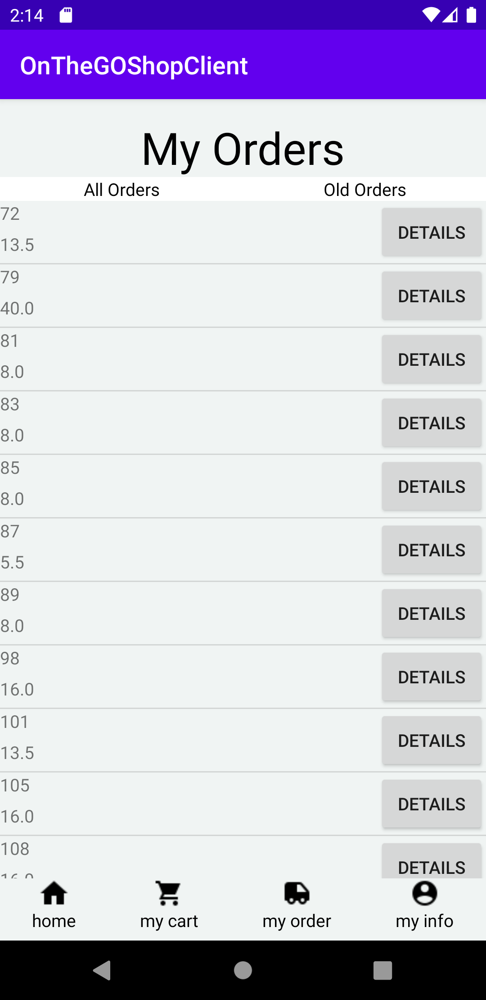 2:14
OnTheGOShopClient
My Orders
All Orders Old Orders
72
DETAILS
13.5
79
DETAILS
40.0
81
DETAILS
8.0
83
DETAILS
8.0
85
DETAILS
8.0
87
DETAILS
5.5
89
DETAILS
8.0
98
DETAILS
16.0
101
DETAILS
13.5
105
DETAILS
16.0
108
DETAILS
home my cart my order my info